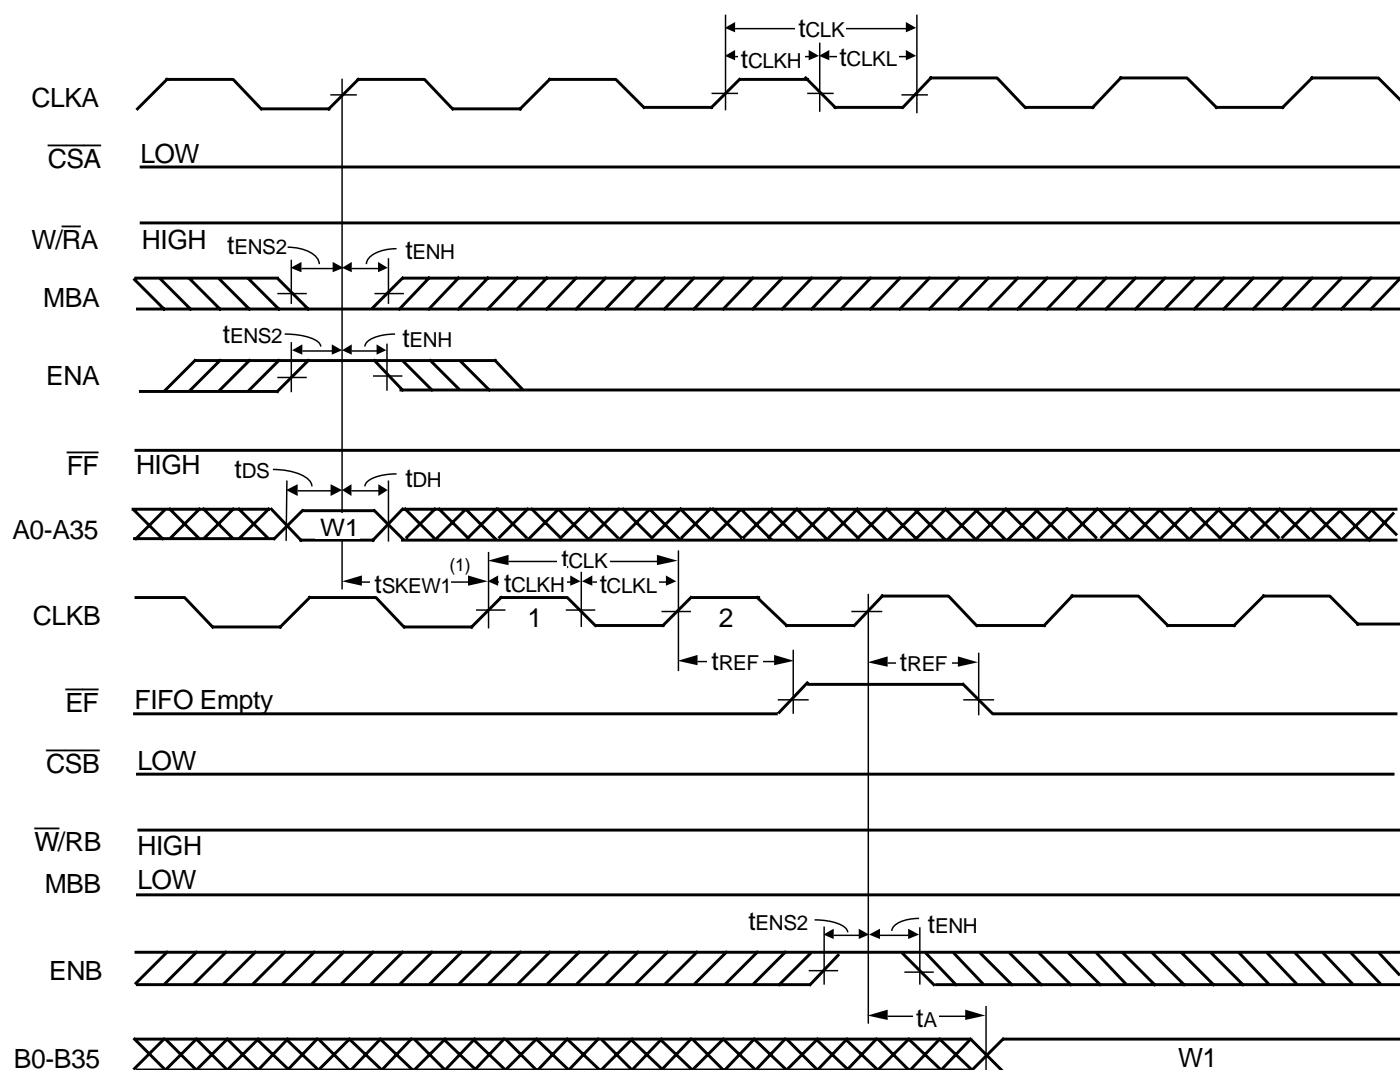 tCLK
tCLKH tCLKL
CLKA
CSA LOW
W/RA HIGH
tENS2 tENH
MBA
tENS2 tENH
ENA
FF HIGH
tDS tDH
A0-A35 W1
tSKEW1(1) tCLK
tCLKH tCLKL
CLKB 1 2
tREF tREF
EF FIFO Empty
CSB LOW
W/RB HIGH
MBB LOW
tENS2 tENH
ENB
tA
B0-B35 W1